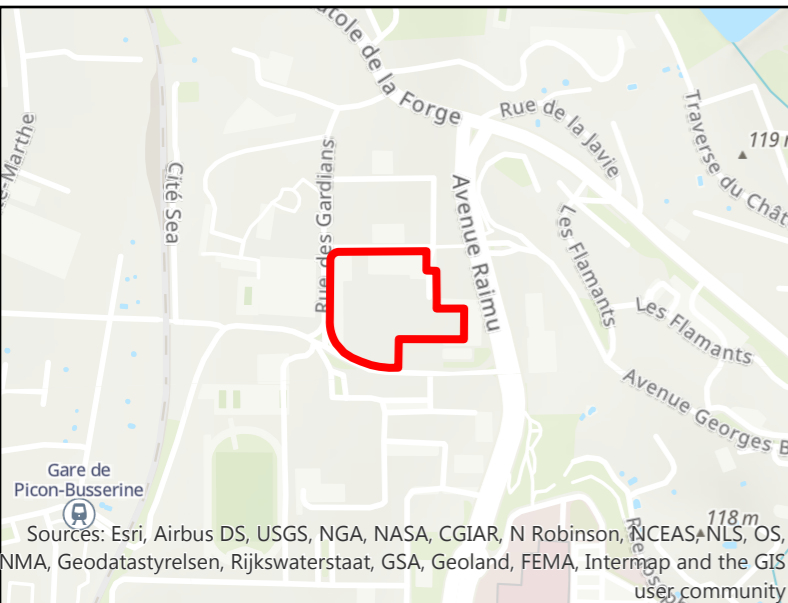 tole de la Forge
Rue de la Javie
Traverse du Chât
119 m
e-Marthe
Cité Sea
Rue des Gardians
Avenue Raimu
Les Flamants
Les Flamants
Avenue Georges B
Gare de
Picon-Busserine
118 m
Sources: Esri, Airbus DS, USGS, NGA, NASA, CGIAR, N Robinson, NCEAS, NLS, OS,
NMA, Geodatastyrelsen, Rijkswaterstaat, GSA, Geoland, FEMA, Intermap and the GIS
user community